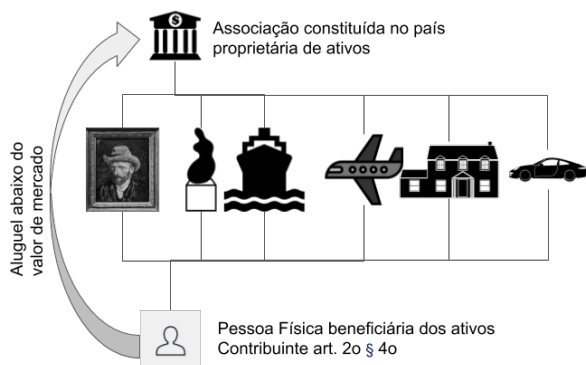 $
Associação constituída no país
proprietária de ativos
Aluguel abaixo do
valor de mercado
Pessoa Física beneficiária dos ativos
Contribuinte art. 2o § 4o